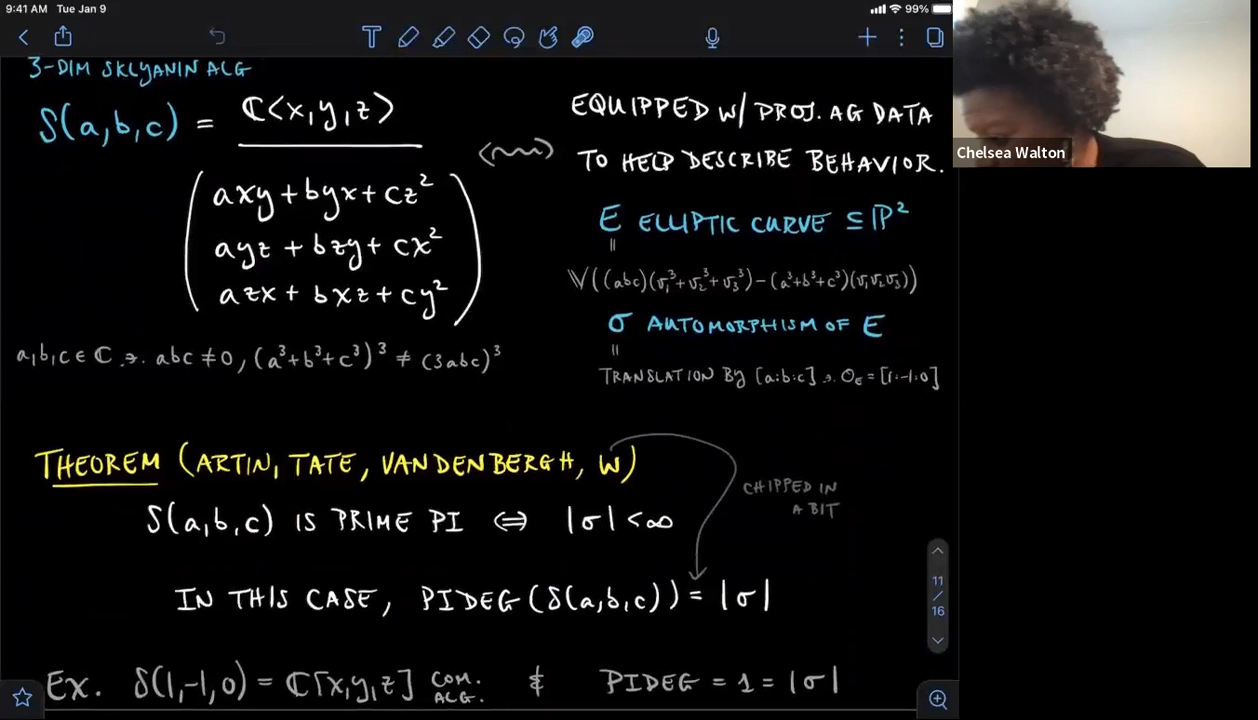 9:41 AM Tue Jan 9
99%
3-DIM SKLYANIN ALG
S(a,b,c) = ℂ<x,y,z>
(axy + byx + cz²
ayz + bzy + cx²
azx + bxz + cy²)
a,b,c ∈ ℂ ∋. abc ≠ 0, (a³+b³+c³)³ ≠ (3abc)³
EQUIPPED W/ PROJ. AG DATA
TO HELP DESCRIBE BEHAVIOR.
E ELLIPTIC CURVE ⊆ ℙ²
=
𝕍((abc)(v₁³+v₂³+v₃³)-(a³+b³+c³)(v₁v₂v₃))
σ AUTOMORPHISM OF E
=
TRANSLATION BY [a:b:c] ∋. O_E = [1:-1:0]
Chelsea Walton
THEOREM (ARTIN, TATE, VANDENBERGH, W)
CHIPPED IN
A BIT
S(a,b,c) IS PRIME PI ⇔ |σ| < ∞
IN THIS CASE, PIDEG(S(a,b,c)) = |σ|
11
/
16
Ex. S(1,-1,0) = ℂ[x,y,z] COM. ALG. & PIDEG = 1 = |σ|